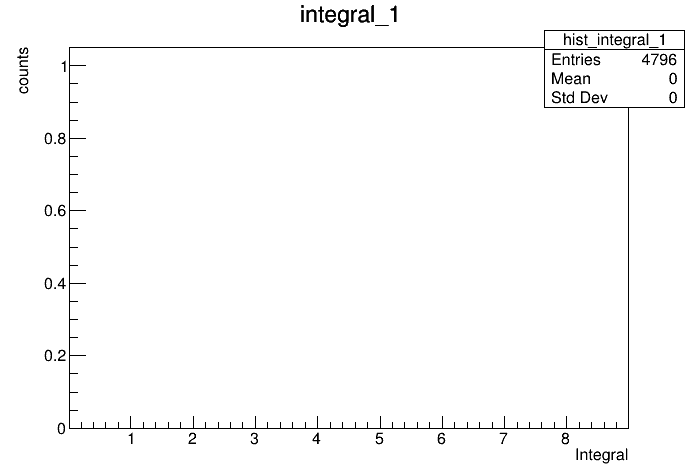 integral_1
hist_integral_1
Entries 4796
Mean 0
Std Dev 0
counts
1
0.8
0.6
0.4
0.2
0
1 2 3 4 5 6 7 8
Integral